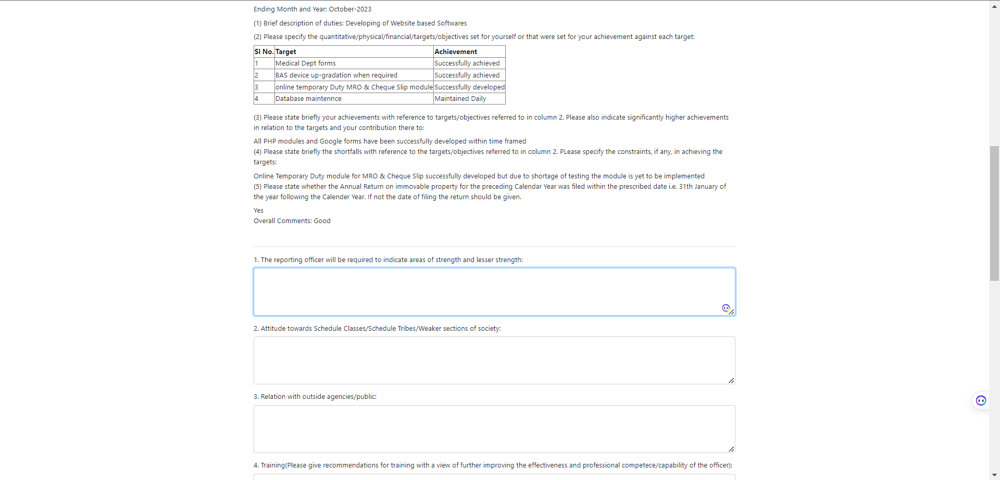 Ending Month and Year: October-2023
(1) Brief description of duties: Developing of Website based Softwares
(2) Please specify the quantitative/physical/financial/targets/objectives set for yourself or that were set for your achievement against each target:
Sl No. Target Achievement
1 Medical Dept forms Successfully achieved
2 BAS device up-gradation when required Successfully achieved
3 online temporary Duty MRO & Cheque Slip module Successfully developed
4 Database maintennce Maintained Daily
(3) Please state briefly your achievements with reference to targets/objectives referred to in column 2. Please also indicate significantly higher achievements
in relation to the targets and your contribution there to:
All PHP modules and Google forms have been successfully developed within time framed
(4) Please state briefly the shortfalls with reference to the targets/objectives referred to in column 2. PLease specify the constraints, if any, in achieving the
targets:
Online Temporary Duty module for MRO & Cheque Slip successfully developed but due to shortage of testing the module is yet to be implemented
(5) Please state whether the Annual Return on immovable property for the preceding Calendar Year was filed within the prescribed date i.e. 31th January of
the year following the Calender Year. If not the date of filing the return should be given.
Yes
Overall Comments: Good
1. The reporting officer will be required to indicate areas of strength and lesser strength:
2. Attitude towards Schedule Classes/Schedule Tribes/Weaker sections of society:
3. Relation with outside agencies/public:
4. Training(Please give recommendations for training with a view of further improving the effectiveness and professional competece/capability of the officer):